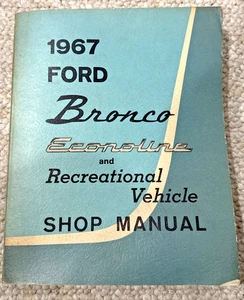 1967
FORD
Bronco
Econoline
and
Recreational
Vehicle
SHOP MANUAL